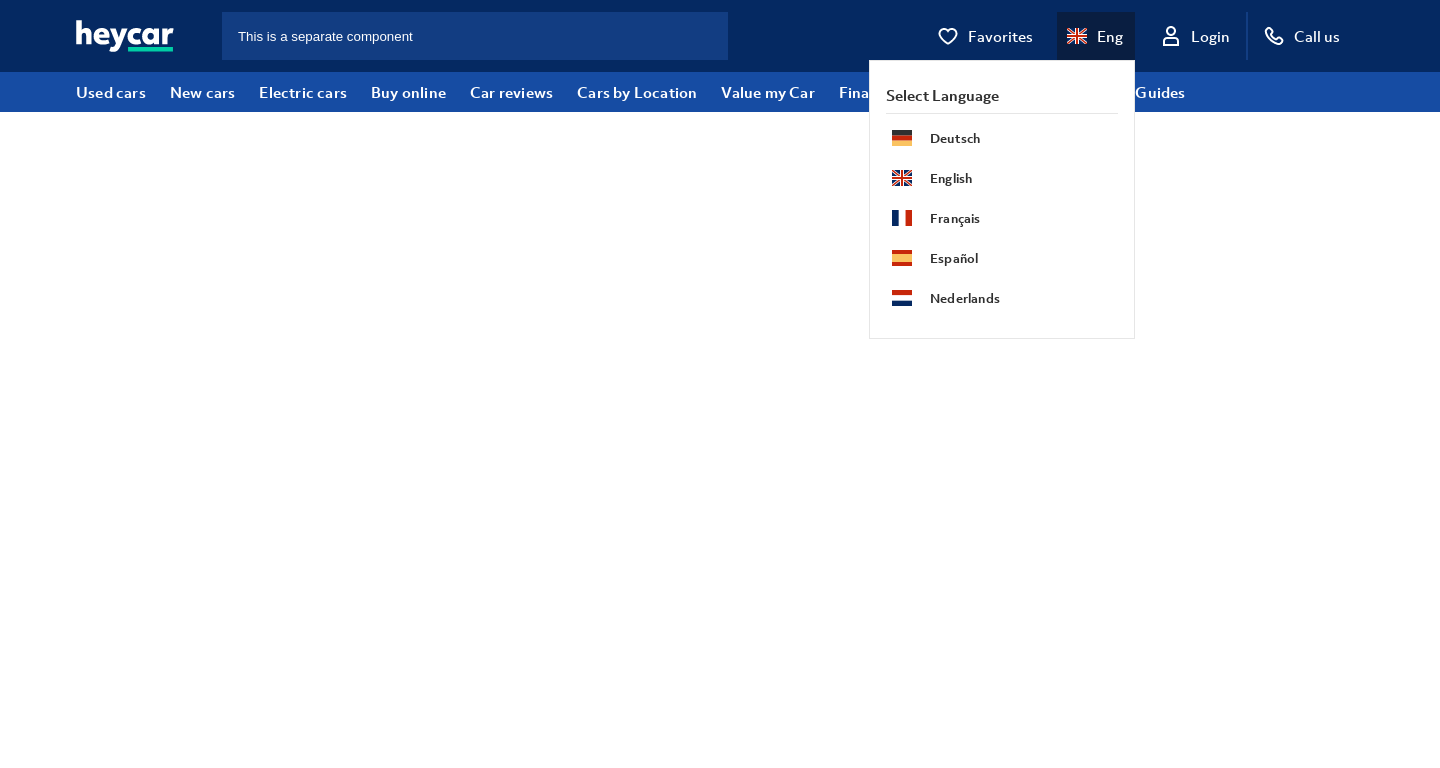 heycar
This is a separate component
Favorites
Eng
Login
Call us
Used cars
New cars
Electric cars
Buy online
Car reviews
Cars by Location
Value my Car
Fina
Guides
Select Language
Deutsch
English
Français
Español
Nederlands